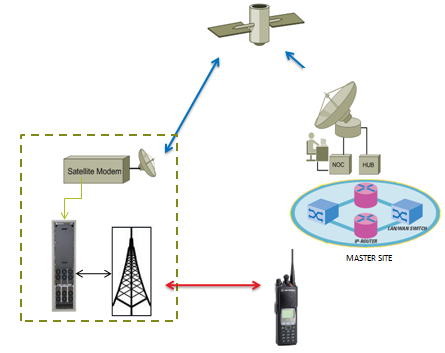 Satellite Modem
NOC
HUB
LAN/WAN SWITCH
IP-ROUTER
MASTER SITE